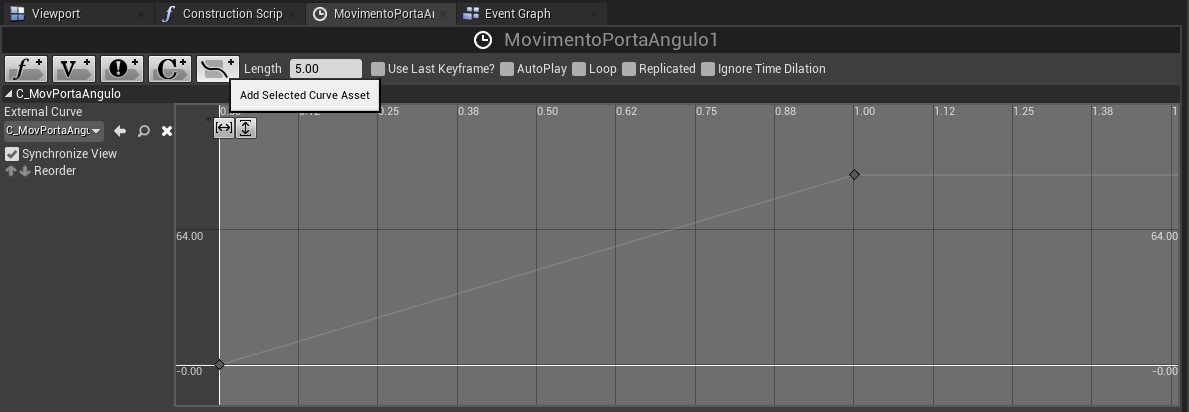 Viewport Construction Scrip MovimentoPortaAı Event Graph
MovimentoPortaAngulo1
f V ! C Length 5.00 Use Last Keyframe? AutoPlay Loop Replicated Ignore Time Dilation
Add Selected Curve Asset
C_MovPortaAngulo
External Curve
C_MovPortaAngu
Synchronize View
Reorder
0.25 0.38 0.50 0.62 0.75 0.88 1.00 1.12 1.25 1.38 1
64.00 64.00
-0.00 -0.00